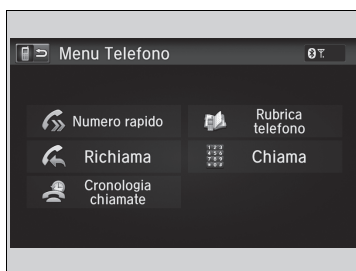 Menu Telefono
Numero rapido
Rubrica
telefono
Richiama
Chiama
Cronologia
chiamate